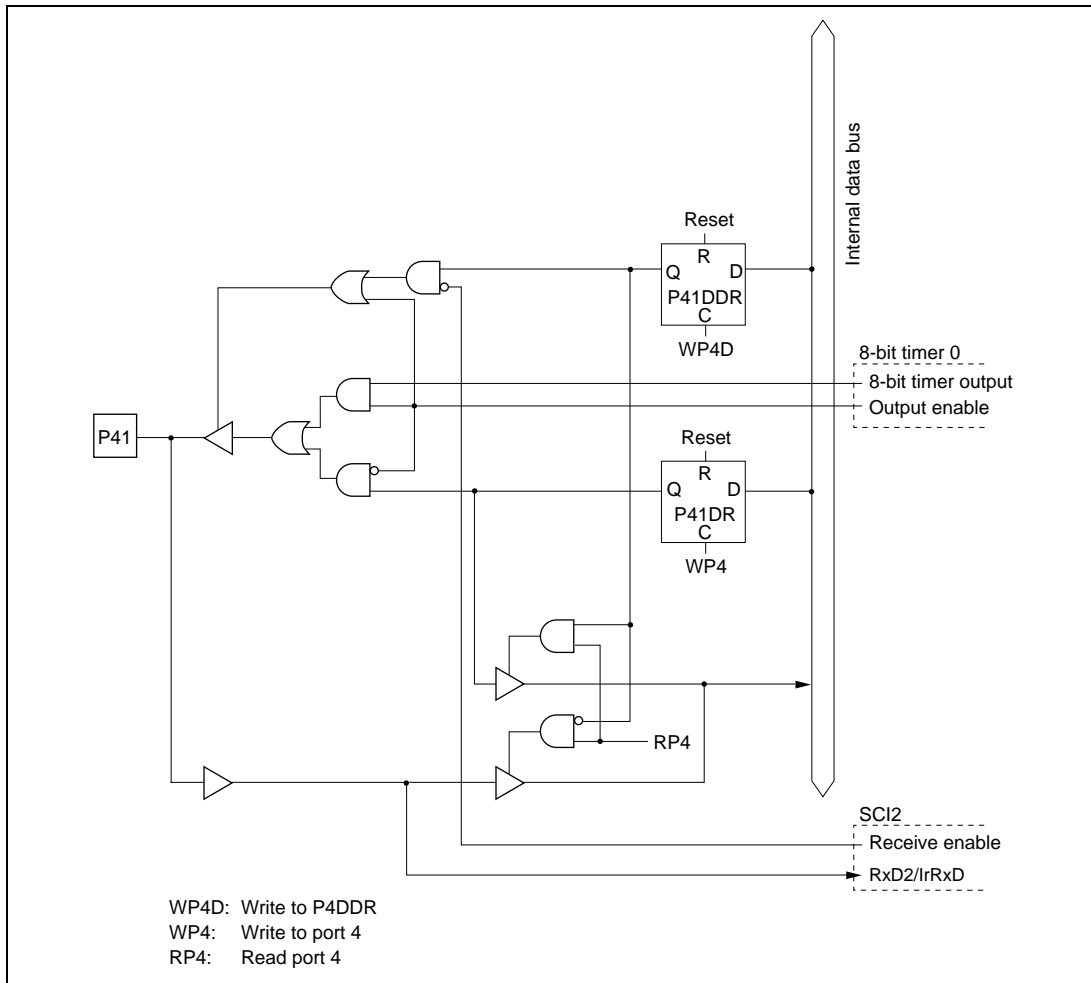 Internal data bus
Reset
R
Q D
P41DDR
C
WP4D
8-bit timer 0
8-bit timer output
Output enable
P41
Reset
R
Q D
P41DR
C
WP4
RP4
SCI2
Receive enable
RxD2/IrRxD
WP4D: Write to P4DDR
WP4: Write to port 4
RP4: Read port 4